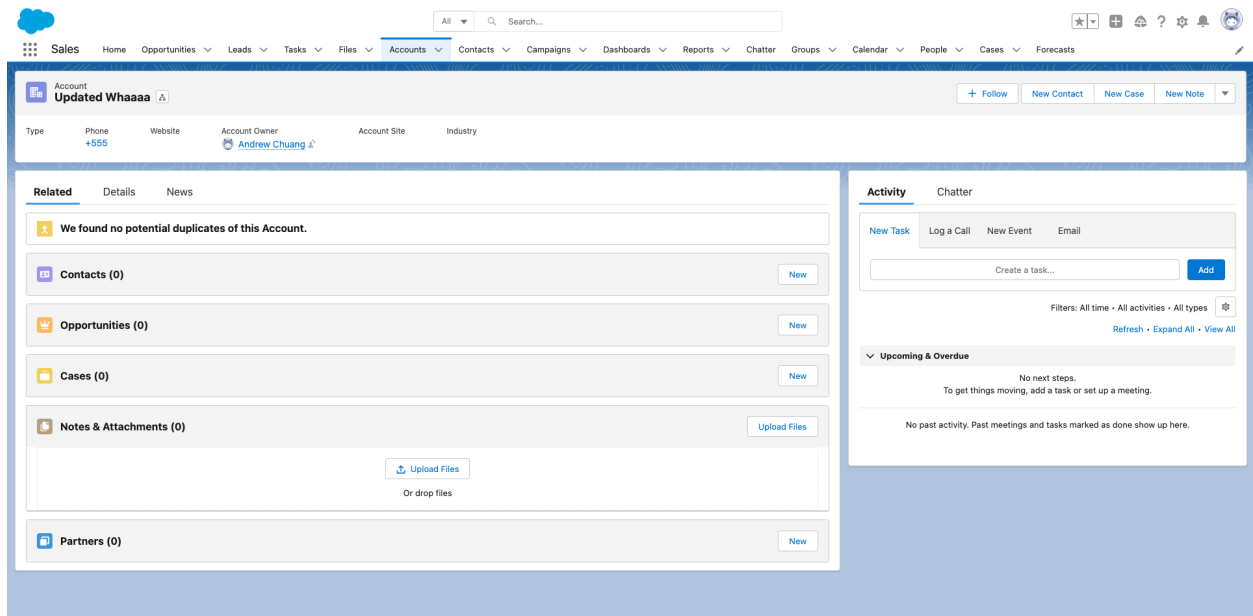 All Search...
Sales Home Opportunities Leads Tasks Files Accounts Contacts Campaigns Dashboards Reports Chatter Groups Calendar People Cases Forecasts
Account
Updated Whaaaa
+ Follow New Contact New Case New Note
Type Phone Website Account Owner Account Site Industry
+555 Andrew Chuang
Related Details News
We found no potential duplicates of this Account.
Contacts (0) New
Opportunities (0) New
Cases (0) New
Notes & Attachments (0) Upload Files
Upload Files
Or drop files
Partners (0) New
Activity Chatter
New Task Log a Call New Event Email
Create a task... Add
Filters: All time • All activities • All types
Refresh • Expand All • View All
Upcoming & Overdue
No next steps.
To get things moving, add a task or set up a meeting.
No past activity. Past meetings and tasks marked as done show up here.